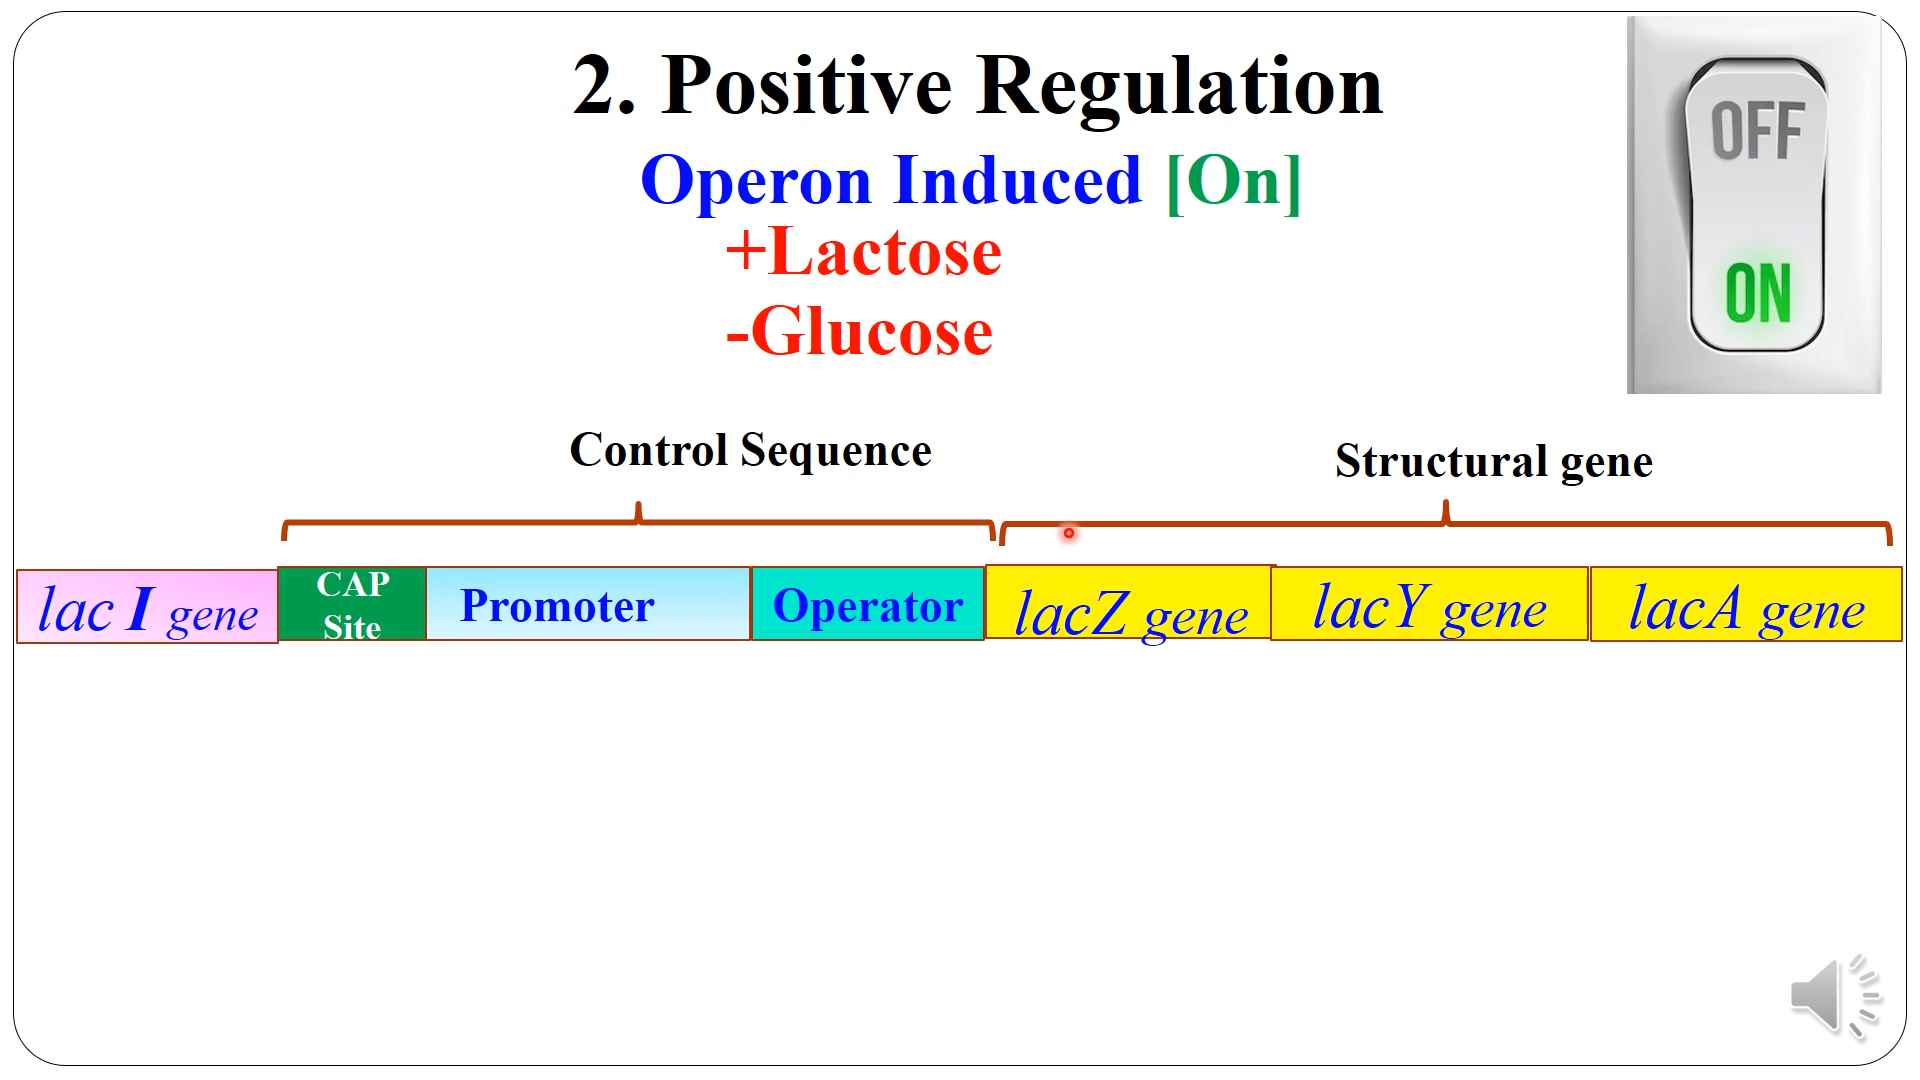 2. Positive Regulation
Operon Induced [On]
+Lactose
-Glucose
OFF
ON
Control Sequence
Structural gene
lac I gene
CAP
Site
Promoter
Operator
lacZ gene
lacY gene
lacA gene